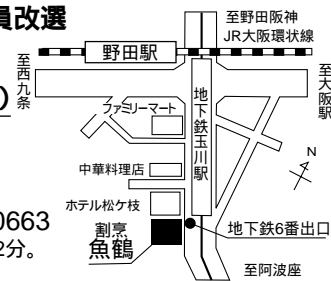 員改選
至野田阪神
JR大阪環状線
野田駅
至西九条
至大阪駅
ファミリーマート
地下鉄玉川駅
中華料理店
N
ホテル松ケ枝
0663
割烹
魚鶴
2分。
地下鉄6番出口
至阿波座